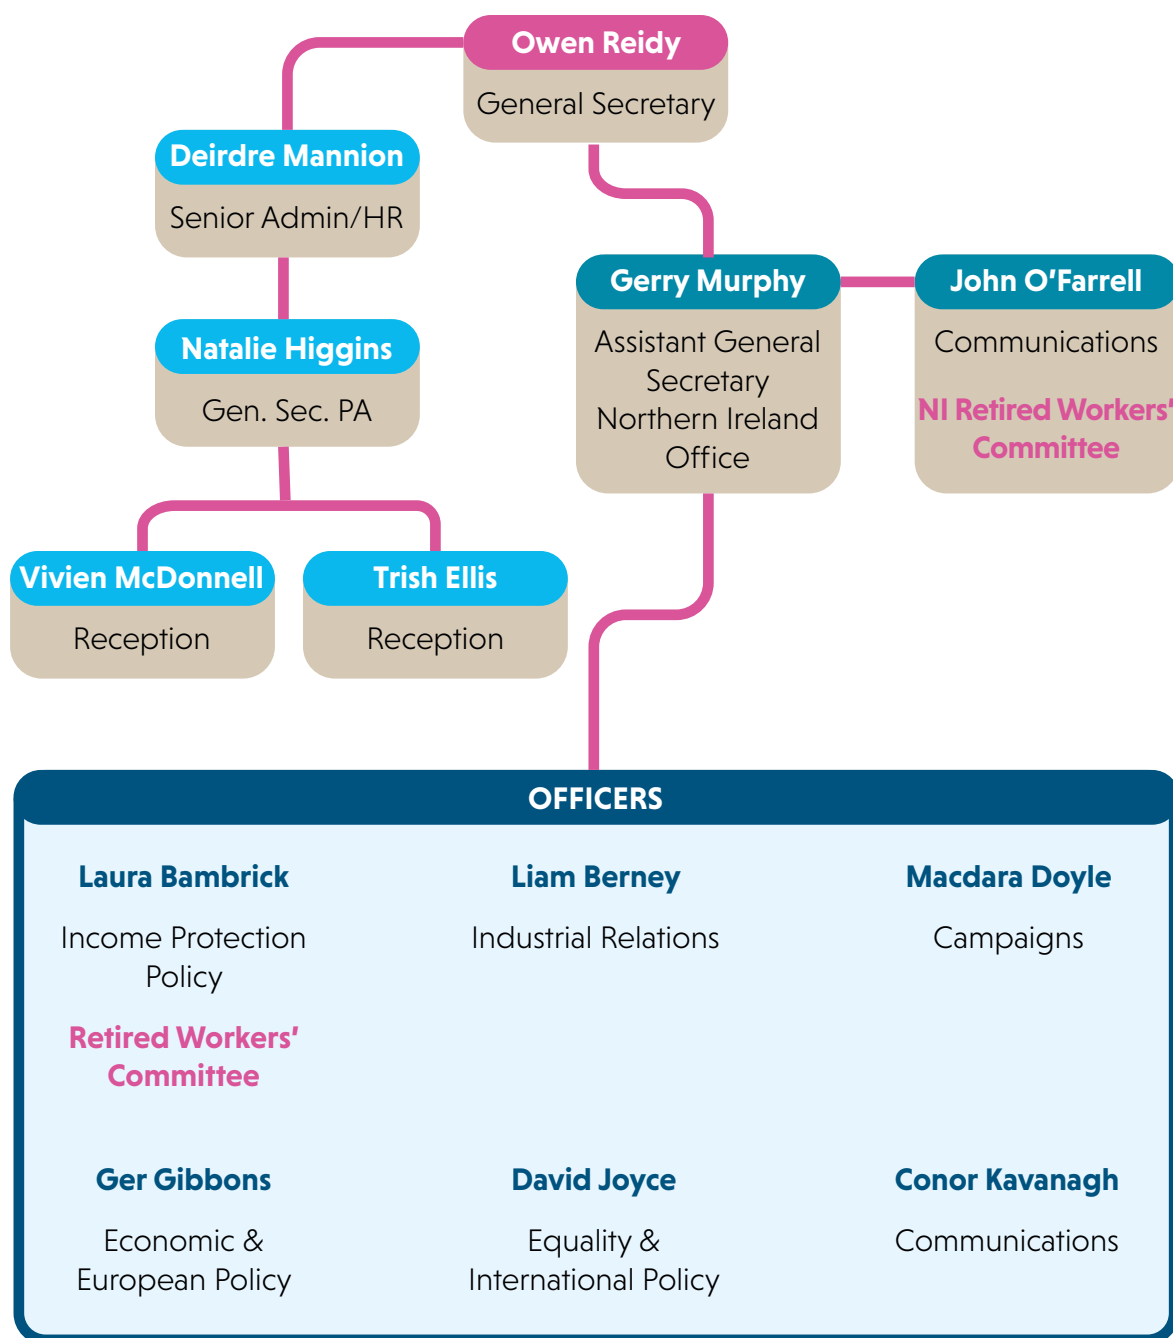 Owen Reidy
General Secretary
Deirdre Mannion
Senior Admin/HR
Natalie Higgins
Gen. Sec. PA
Vivien McDonnell
Reception
Trish Ellis
Reception
Gerry Murphy
Assistant General
Secretary
Northern Ireland
Office
John O'Farrell
Communications
NI Retired Workers'
Committee
OFFICERS
Laura Bambrick
Income Protection
Policy
Retired Workers'
Committee
Liam Berney
Industrial Relations
Macdara Doyle
Campaigns
Ger Gibbons
Economic &
European Policy
David Joyce
Equality &
International Policy
Conor Kavanagh
Communications